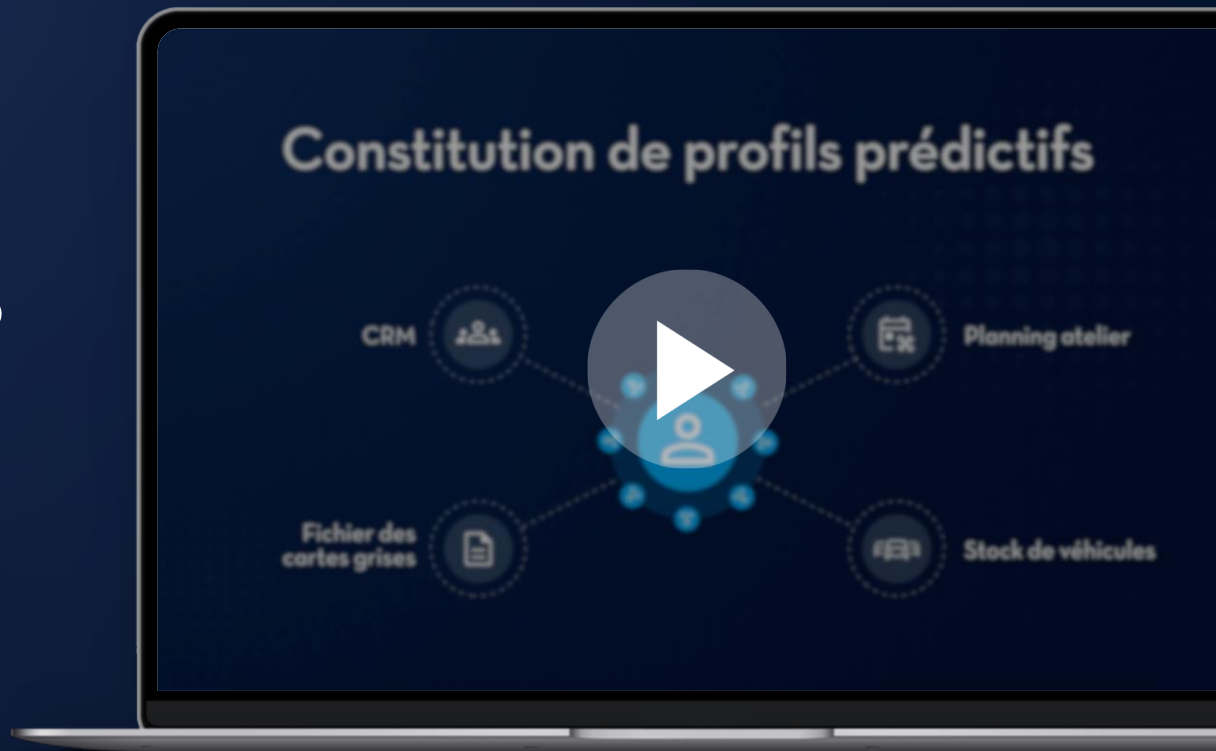 Constitution de profils prédictifs
CRM
Planning atelier
Fichier des
cartes grises
Stock de véhicules